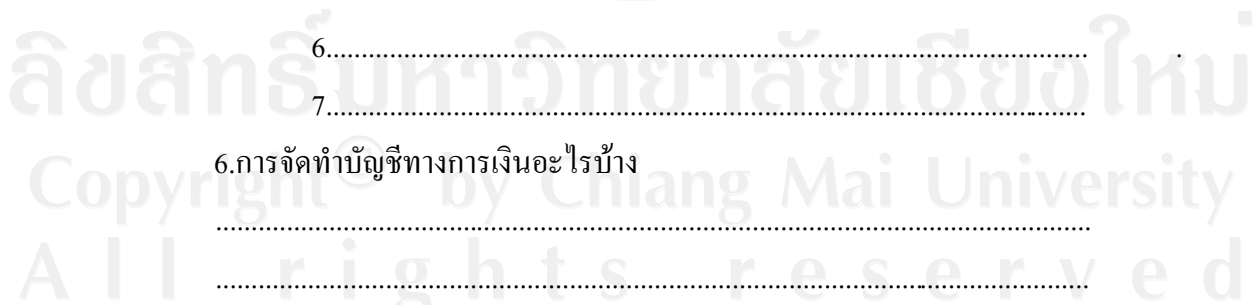 6...........................................................................................................
7...........................................................................................................
6.การจัดทำบัญชีทางการเงินอะไรบ้าง
............................................................................................................................
............................................................................................................................
ลิขสิทธิ์มหาวิทยาลัยเชียงใหม่
Copyright© by Chiang Mai University
All rights reserved